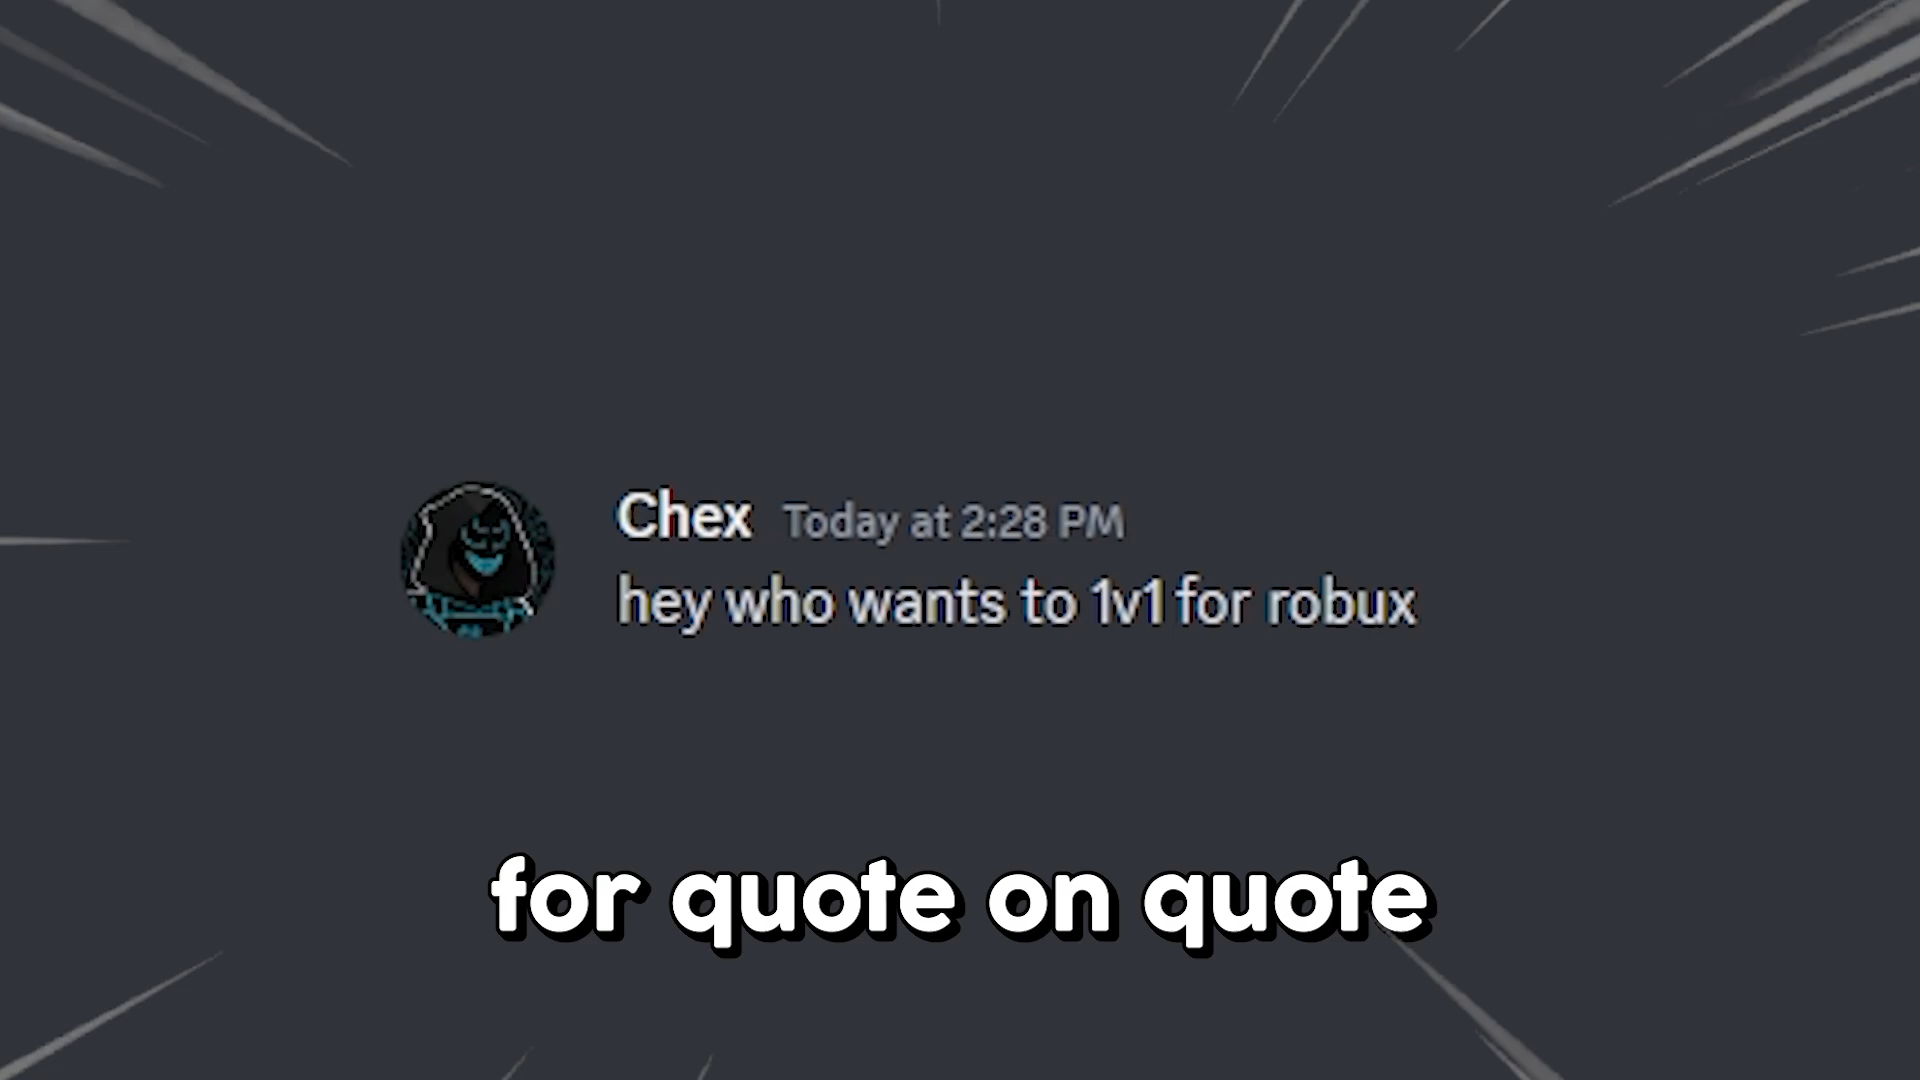 Chex Today at 2:28 PM
hey who wants to 1v1 for robux
for quote on quote